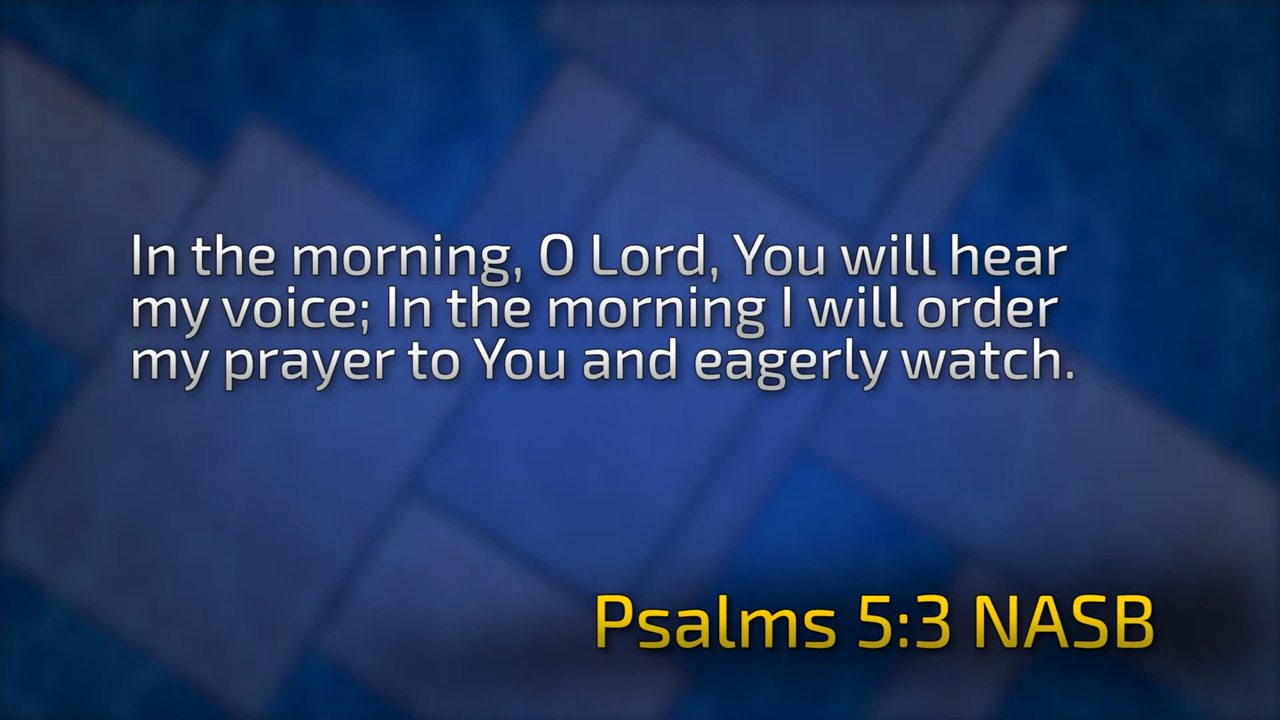 In the morning, O Lord, You will hear
my voice; In the morning I will order
my prayer to You and eagerly watch.
Psalms 5:3 NASB